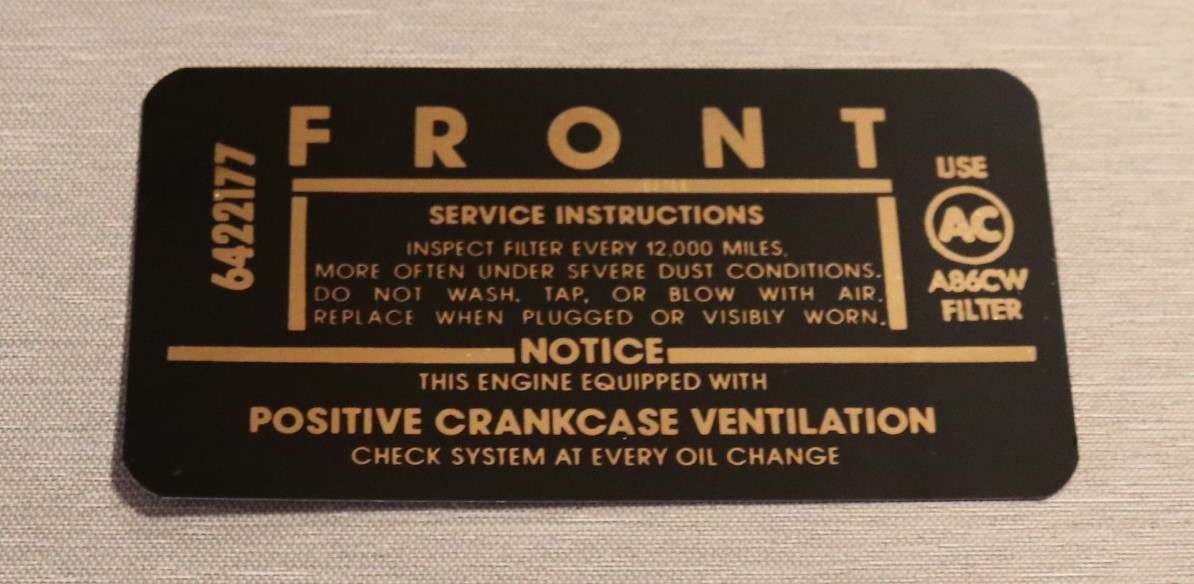 FRONT
6422177
SERVICE INSTRUCTIONS
INSPECT FILTER EVERY 12,000 MILES,
MORE OFTEN UNDER SEVERE DUST CONDITIONS.
DO NOT WASH, TAP, OR BLOW WITH AIR.
REPLACE WHEN PLUGGED OR VISIBLY WORN.
USE
AC
A86CW
FILTER
NOTICE
THIS ENGINE EQUIPPED WITH
POSITIVE CRANKCASE VENTILATION
CHECK SYSTEM AT EVERY OIL CHANGE